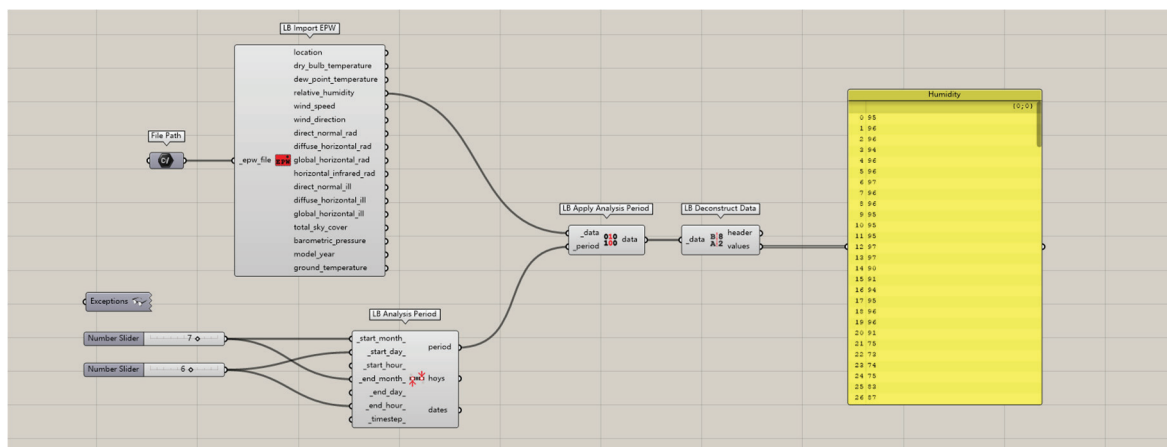 LB Import EPW
location
dry_bulb_temperature
dew_point_temperature
relative_humidity
wind_speed
wind_direction
direct_normal_rad
diffuse_horizontal_rad
_epw_file EPW global_horizontal_rad
horizontal_infrared_rad
direct_normal_ill
diffuse_horizontal_ill
global_horizontal_ill
total_sky_cover
barometric_pressure
model_year
ground_temperature
File Path
C/
Exceptions
Number Slider 7
Number Slider 6
LB Analysis Period
_start_month_
_start_day_
_start_hour_
_end_month_
_end_day_
_end_hour_
_timestep_
period
hoys
dates
LB Apply Analysis Period
_data 010 data
_period 100
LB Deconstruct Data
_data B|8 header
A|2 values
Humidity
{0;0}
0 95
1 96
2 96
3 94
4 96
5 96
6 97
7 96
8 96
9 95
10 95
11 95
12 97
13 97
14 90
15 91
16 94
17 95
18 96
19 96
20 91
21 75
22 73
23 74
24 75
25 83
26 87